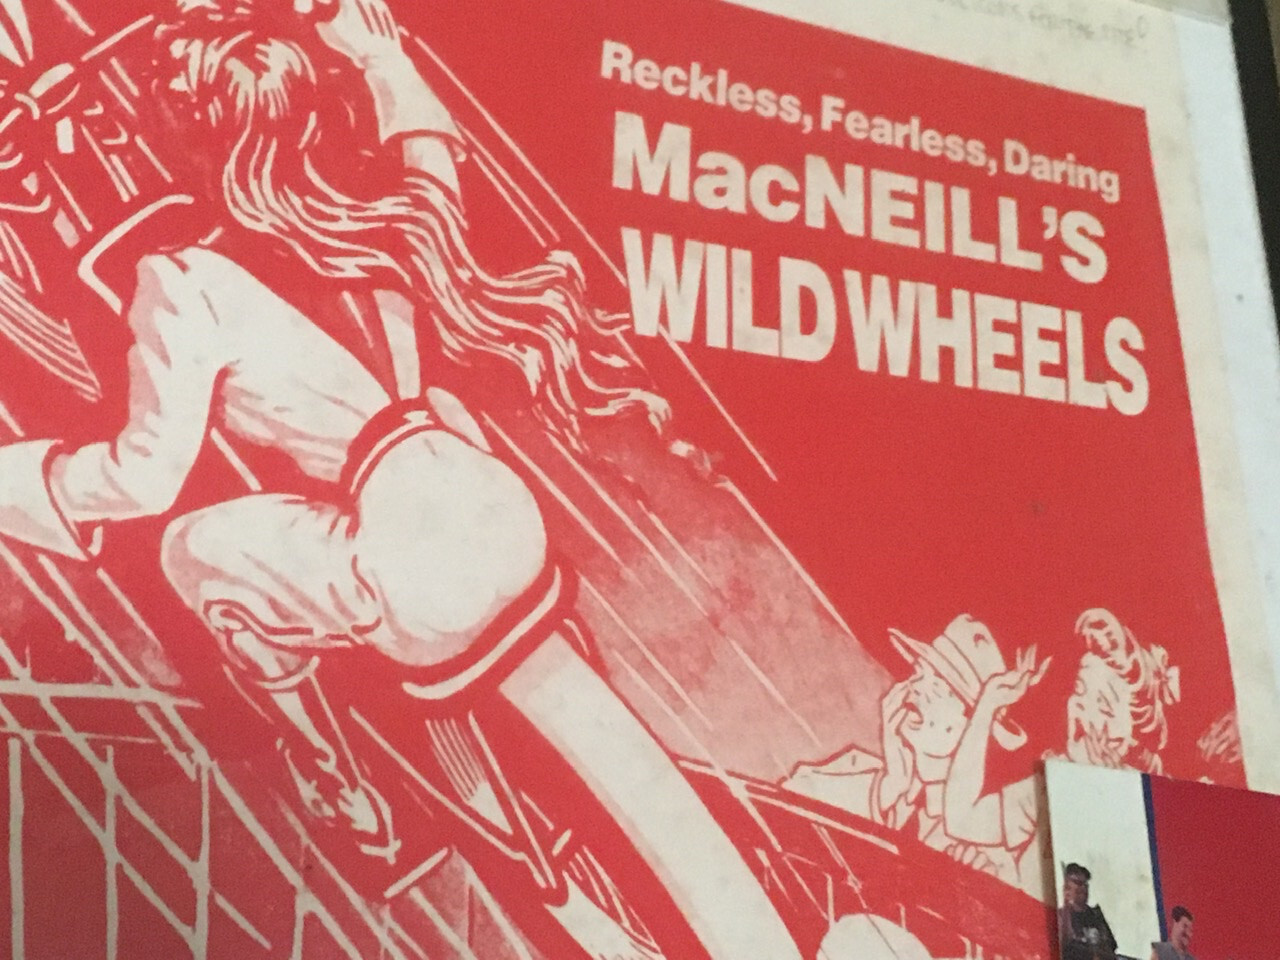 Reckless, Fearless, Daring
MacNEILL'S
WILD WHEELS